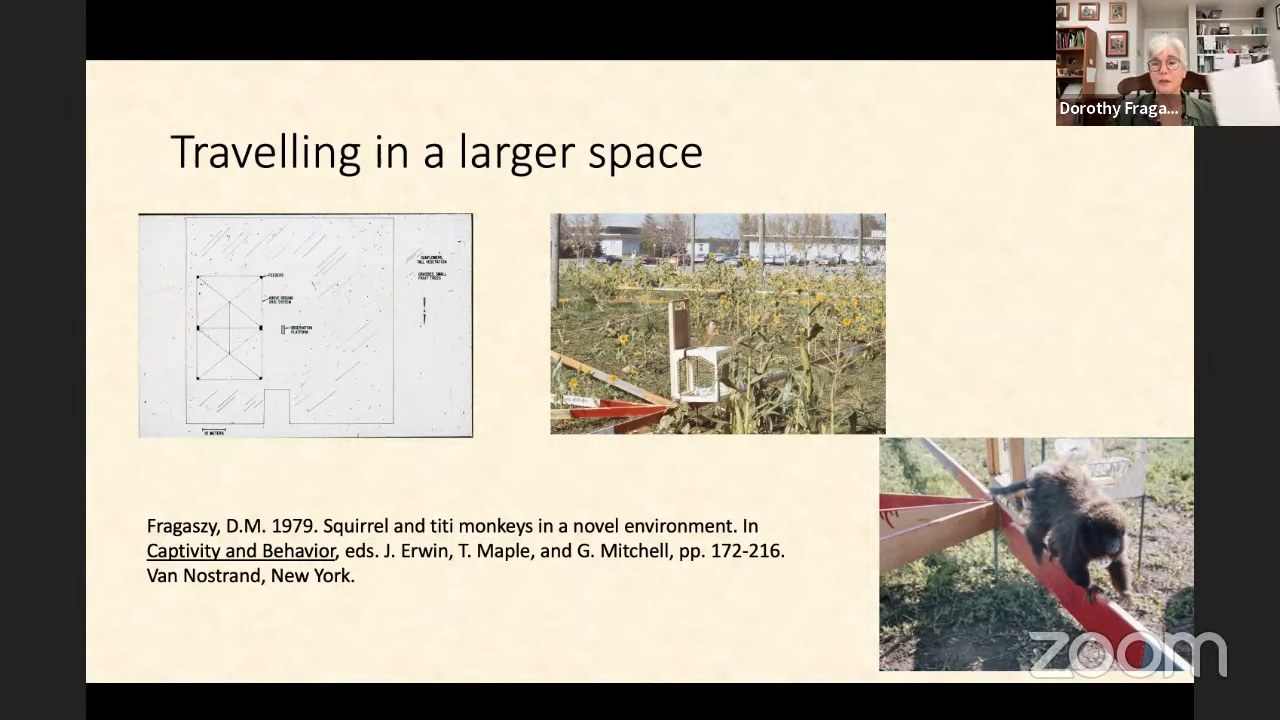 Dorothy Fraga...
Travelling in a larger space
FEEDERS
ABOVE GROUND
GRID SYSTEM
OBSERVATION
PLATFORM
SUNFLOWERS,
TALL VEGETATION
GRASSES, SMALL
FRUIT TREES
10 METERS
Fragaszy, D.M. 1979. Squirrel and titi monkeys in a novel environment. In
Captivity and Behavior, eds. J. Erwin, T. Maple, and G. Mitchell, pp. 172-216.
Van Nostrand, New York.
zoom